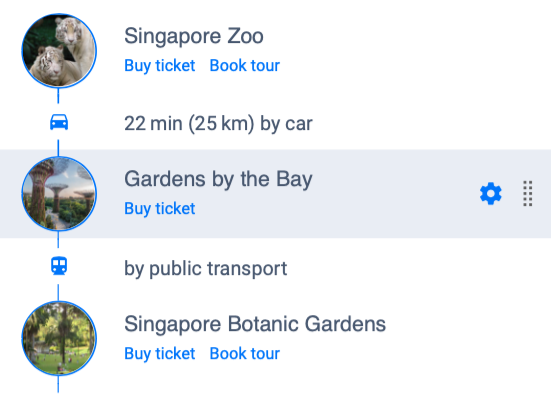 Singapore Zoo
Buy ticket Book tour
22 min (25 km) by car
Gardens by the Bay
Buy ticket
by public transport
Singapore Botanic Gardens
Buy ticket Book tour